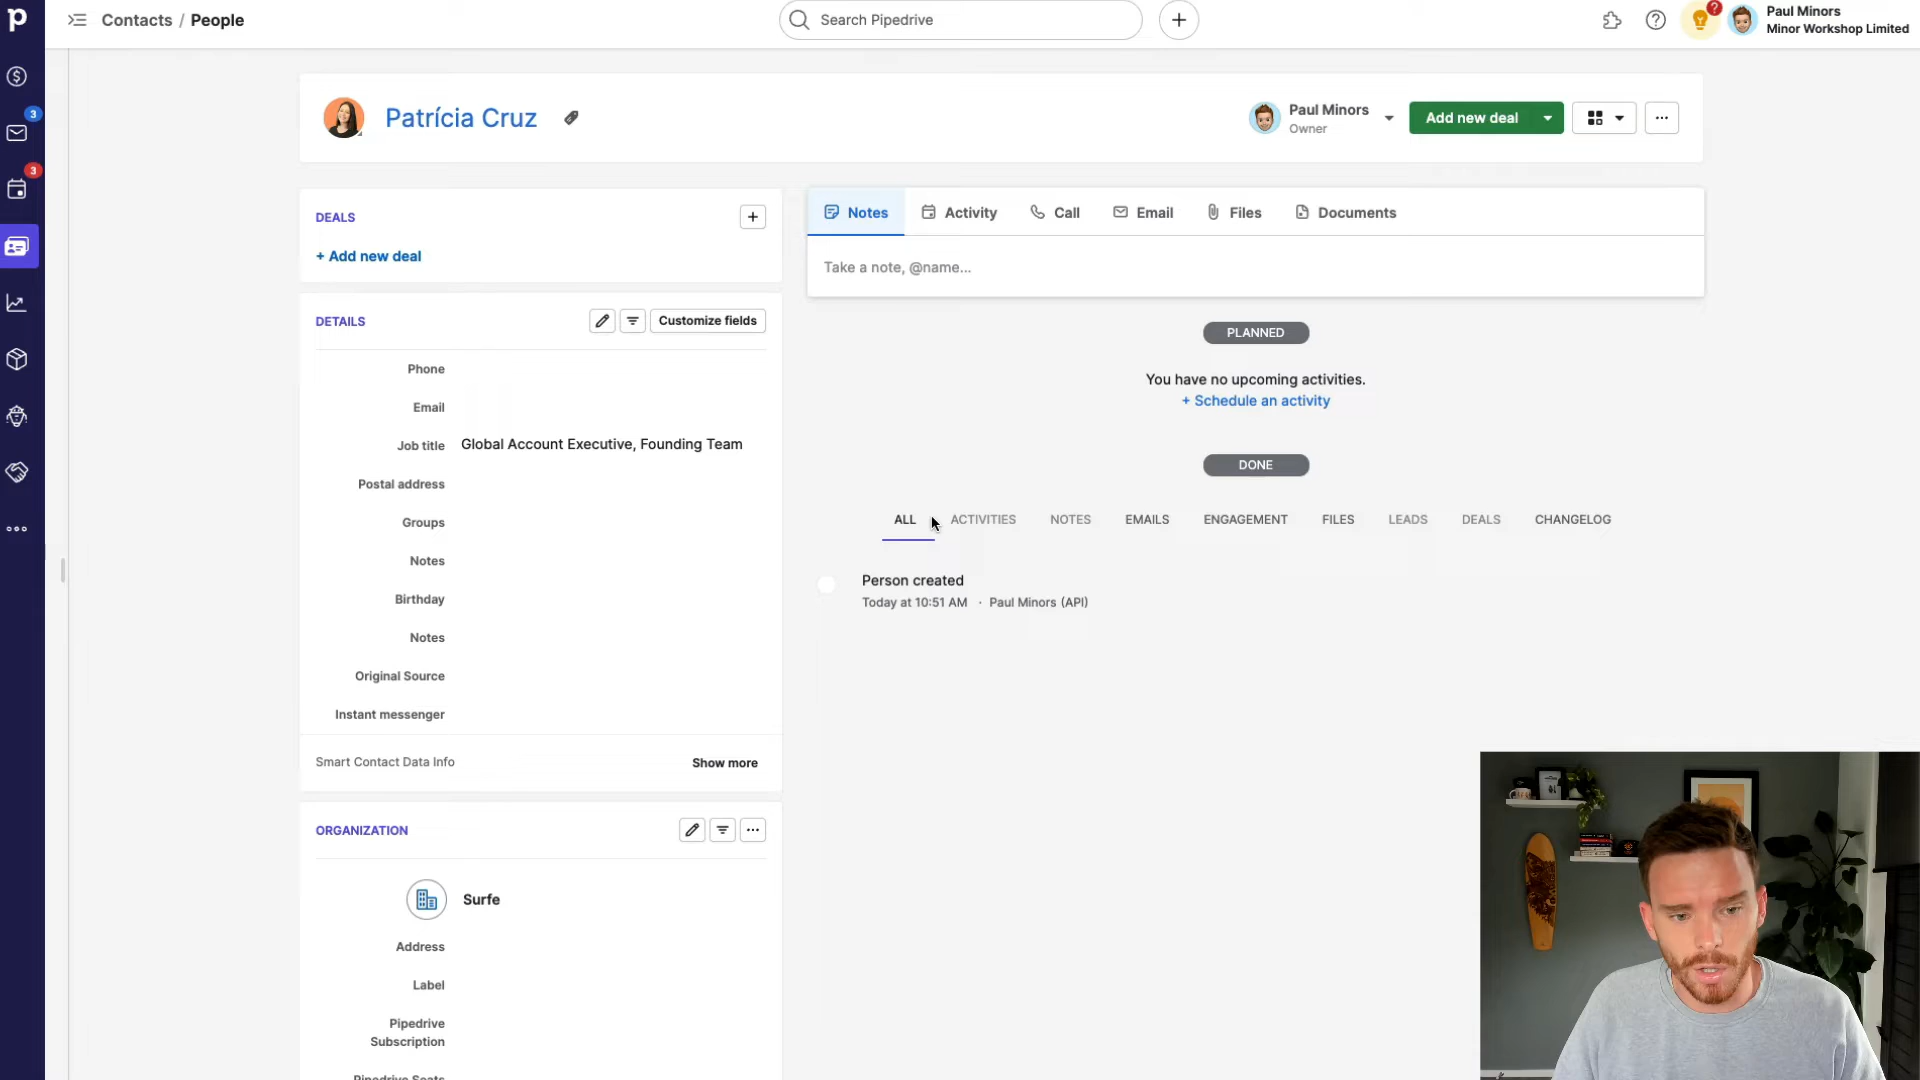 Contacts / People
Search Pipedrive
?
Paul Minors
Minor Workshop Limited
3
3
Patrícia Cruz
Paul Minors
Owner
Add new deal
DEALS
+ Add new deal
DETAILS
Customize fields
Phone
Email
Job title Global Account Executive, Founding Team
Postal address
Groups
Notes
Birthday
Notes
Original Source
Instant messenger
Smart Contact Data Info Show more
ORGANIZATION
Surfe
Address
Label
Pipedrive
Subscription
Pipedrive Seats
Notes Activity Call Email Files Documents
Take a note, @name...
PLANNED
You have no upcoming activities.
+ Schedule an activity
DONE
ALL ACTIVITIES NOTES EMAILS ENGAGEMENT FILES LEADS DEALS CHANGELOG
Person created
Today at 10:51 AM · Paul Minors (API)